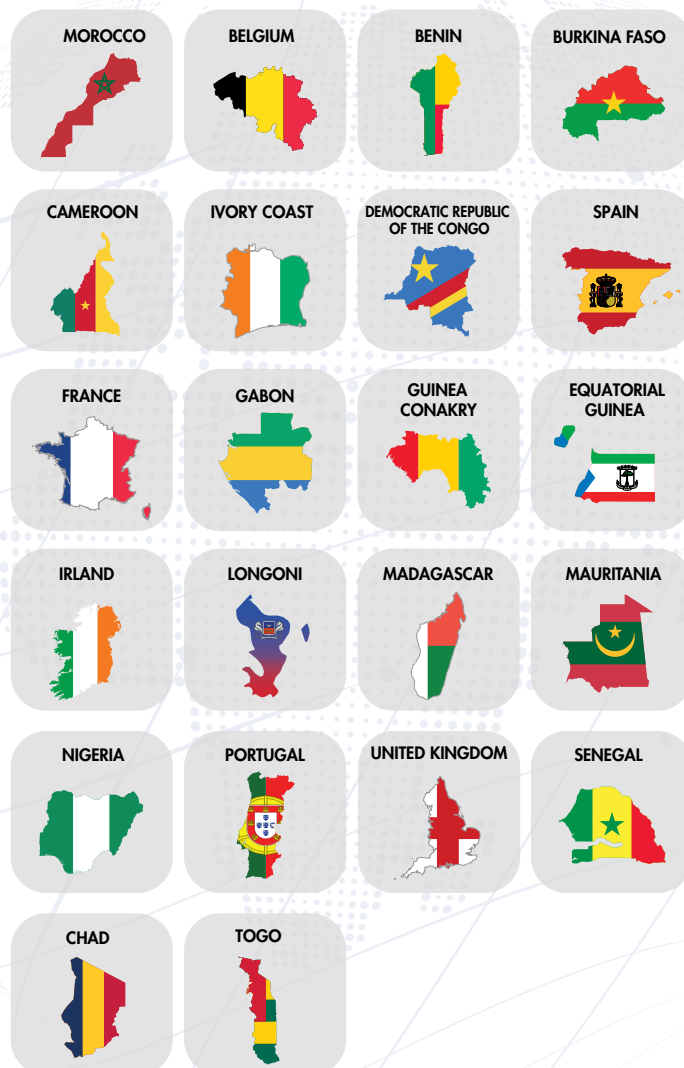 MOROCCO
BELGIUM
BENIN
BURKINA FASO
CAMEROON
IVORY COAST
DEMOCRATIC REPUBLIC
OF THE CONGO
SPAIN
FRANCE
GABON
GUINEA
CONAKRY
EQUATORIAL
GUINEA
IRLAND
LONGONI
MADAGASCAR
MAURITANIA
NIGERIA
PORTUGAL
UNITED KINGDOM
SENEGAL
CHAD
TOGO